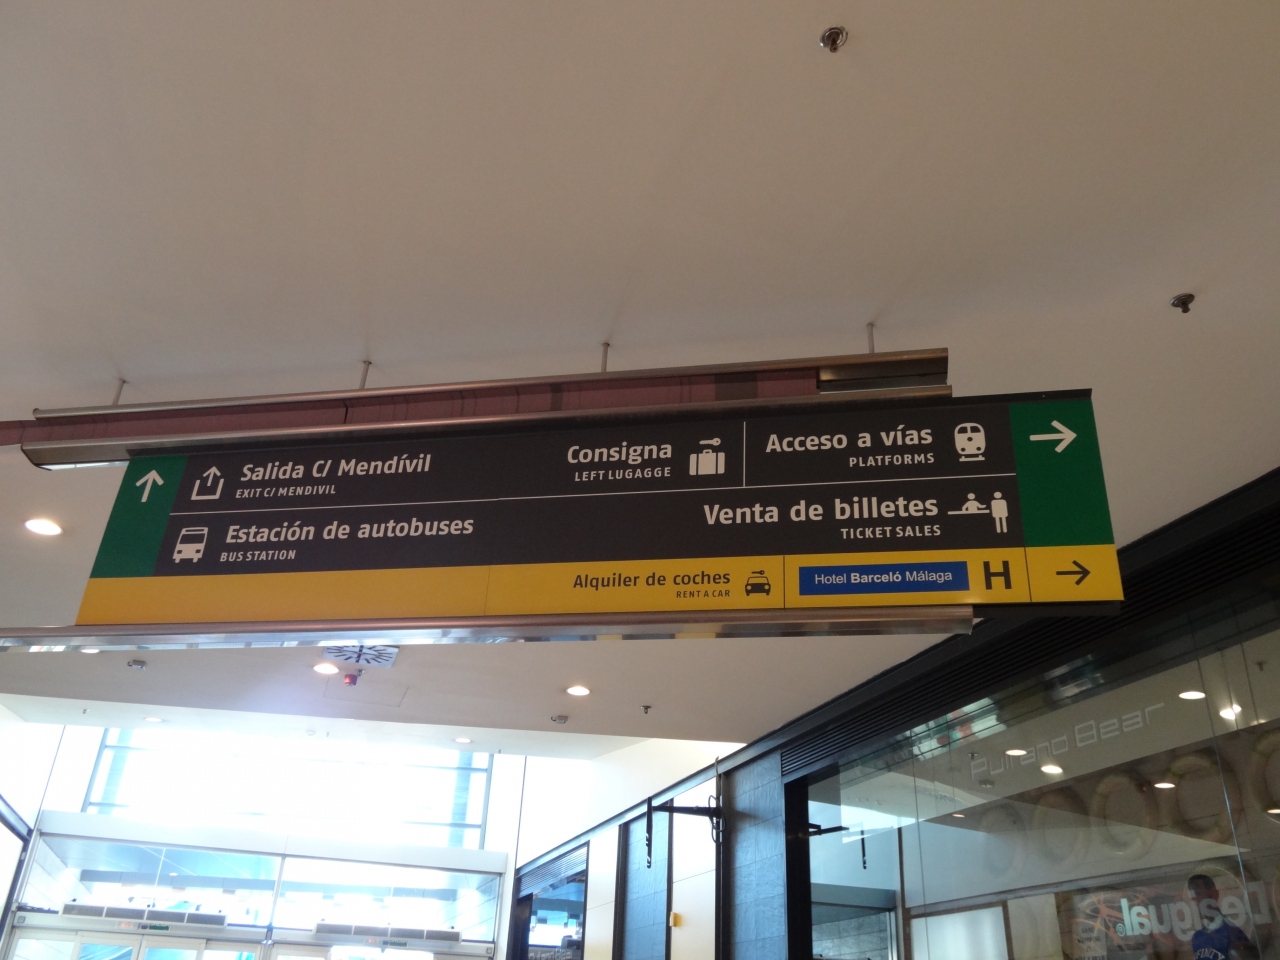 Salida C/ Mendívil
EXIT C/ MENDIVIL
Estación de autobuses
BUS STATION
Consigna
LEFT LUGAGGE
Acceso a vías
PLATFORMS
Venta de billetes
TICKET SALES
Alquiler de coches
RENT A CAR
Hotel Barceló Málaga
H
Pull and Bear
Desigual